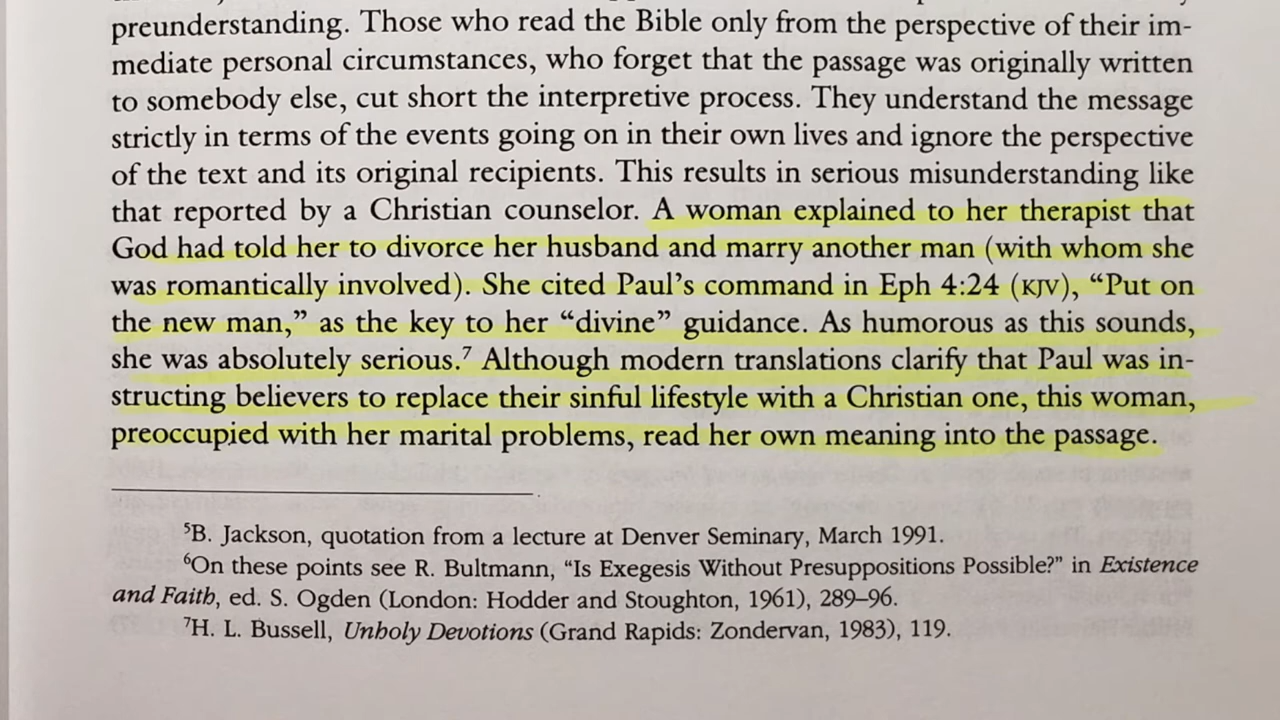 preunderstanding. Those who read the Bible only from the perspective of their im-
mediate personal circumstances, who forget that the passage was originally written
to somebody else, cut short the interpretive process. They understand the message
strictly in terms of the events going on in their own lives and ignore the perspective
of the text and its original recipients. This results in serious misunderstanding like
that reported by a Christian counselor. A woman explained to her therapist that
God had told her to divorce her husband and marry another man (with whom she
was romantically involved). She cited Paul's command in Eph 4:24 (KJV), “Put on
the new man,” as the key to her “divine” guidance. As humorous as this sounds,
she was absolutely serious.⁷ Although modern translations clarify that Paul was in-
structing believers to replace their sinful lifestyle with a Christian one, this woman,
preoccupied with her marital problems, read her own meaning into the passage.
⁵B. Jackson, quotation from a lecture at Denver Seminary, March 1991.
⁶On these points see R. Bultmann, “Is Exegesis Without Presuppositions Possible?” in Existence
and Faith, ed. S. Ogden (London: Hodder and Stoughton, 1961), 289–96.
⁷H. L. Bussell, Unholy Devotions (Grand Rapids: Zondervan, 1983), 119.